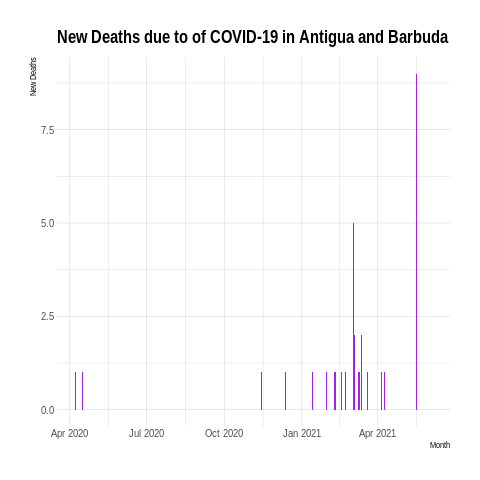 New Deaths due to of COVID-19 in Antigua and Barbuda
New Deaths
7.5
5.0
2.5
0.0
Apr 2020 Jul 2020 Oct 2020 Jan 2021 Apr 2021
Month